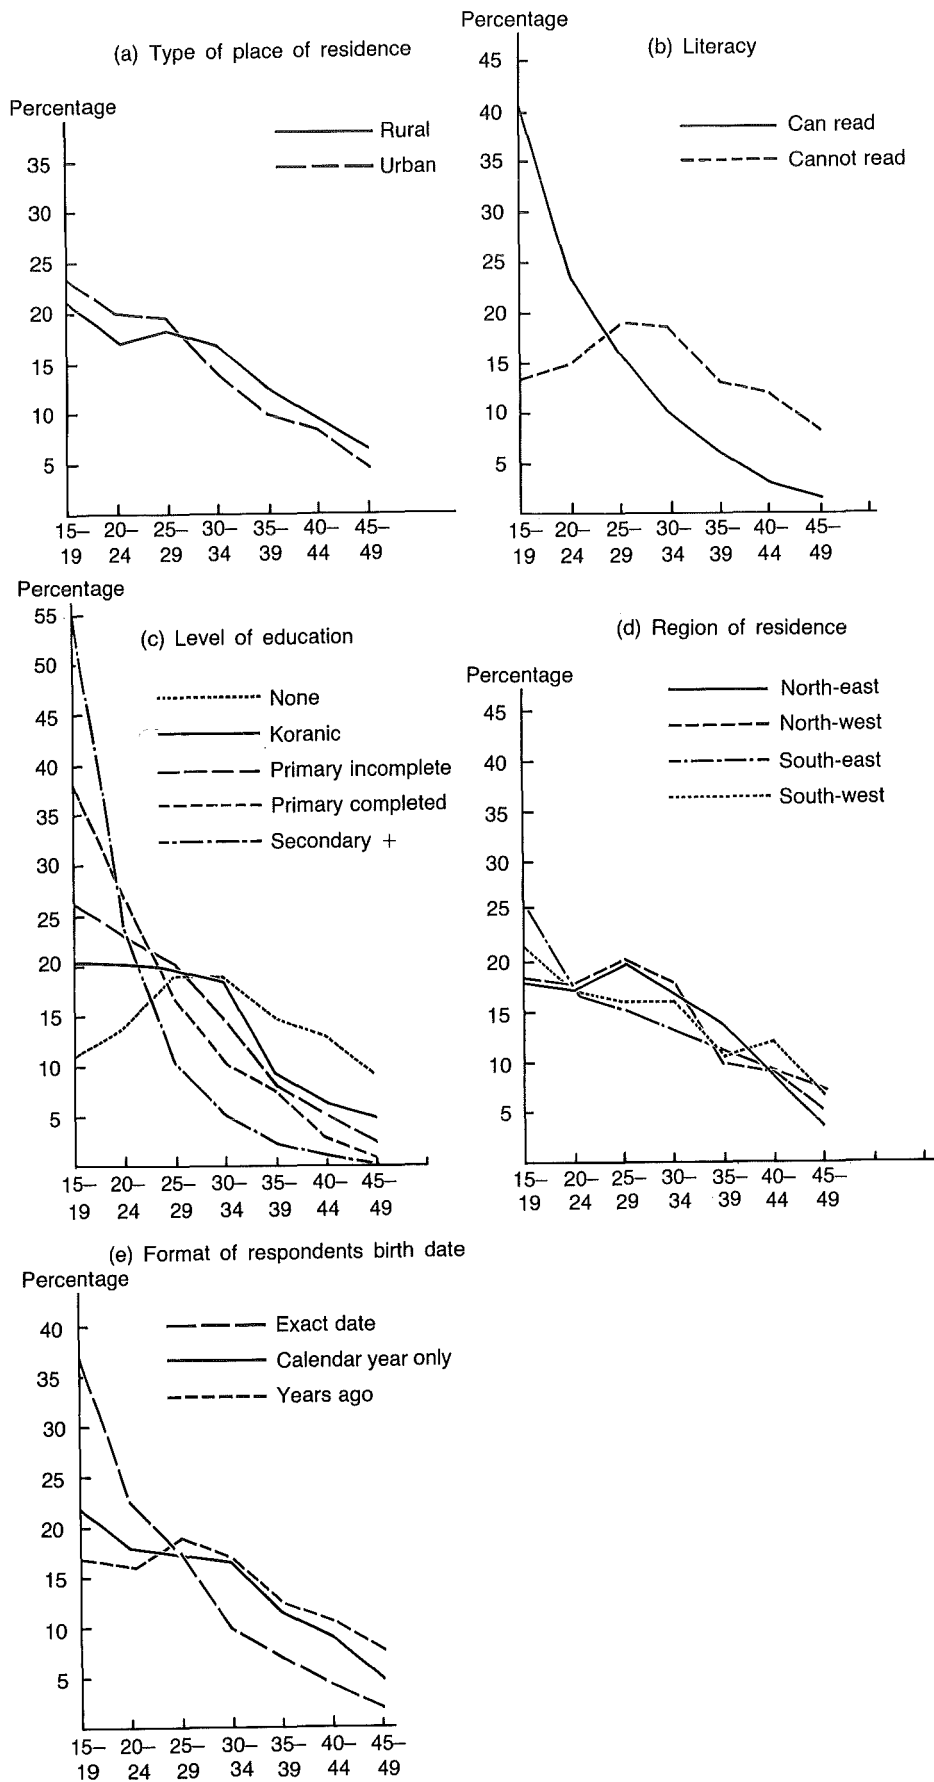 (a) Type of place of residence
Percentage
Rural
Urban
35
30
25
20
15
10
5
15– 20– 25– 30– 35– 40– 45–
19 24 29 34 39 44 49
Percentage
(b) Literacy
45
40
35
30
25
20
15
10
5
Can read
Cannot read
15– 20– 25– 30– 35– 40– 45–
19 24 29 34 39 44 49
Percentage
(c) Level of education
55
50
45
40
35
30
25
20
15
10
5
None
Koranic
Primary incomplete
Primary completed
Secondary +
15– 20– 25– 30– 35– 40– 45–
19 24 29 34 39 44 49
(d) Region of residence
Percentage
45
40
35
30
25
20
15
10
5
North-east
North-west
South-east
South-west
15– 20– 25– 30– 35– 40– 45–
19 24 29 34 39 44 49
(e) Format of respondents birth date
Percentage
40
35
30
25
20
15
10
5
Exact date
Calendar year only
Years ago
15– 20– 25– 30– 35– 40– 45–
19 24 29 34 39 44 49